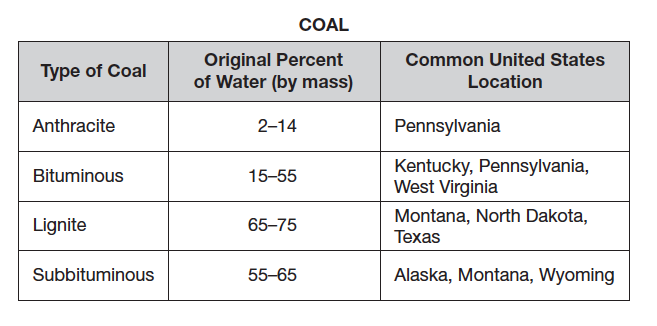 COAL
Type of Coal
Original Percent
of Water (by mass)
Common United States
Location
Anthracite
2–14
Pennsylvania
Bituminous
15–55
Kentucky, Pennsylvania,
West Virginia
Lignite
65–75
Montana, North Dakota,
Texas
Subbituminous
55–65
Alaska, Montana, Wyoming